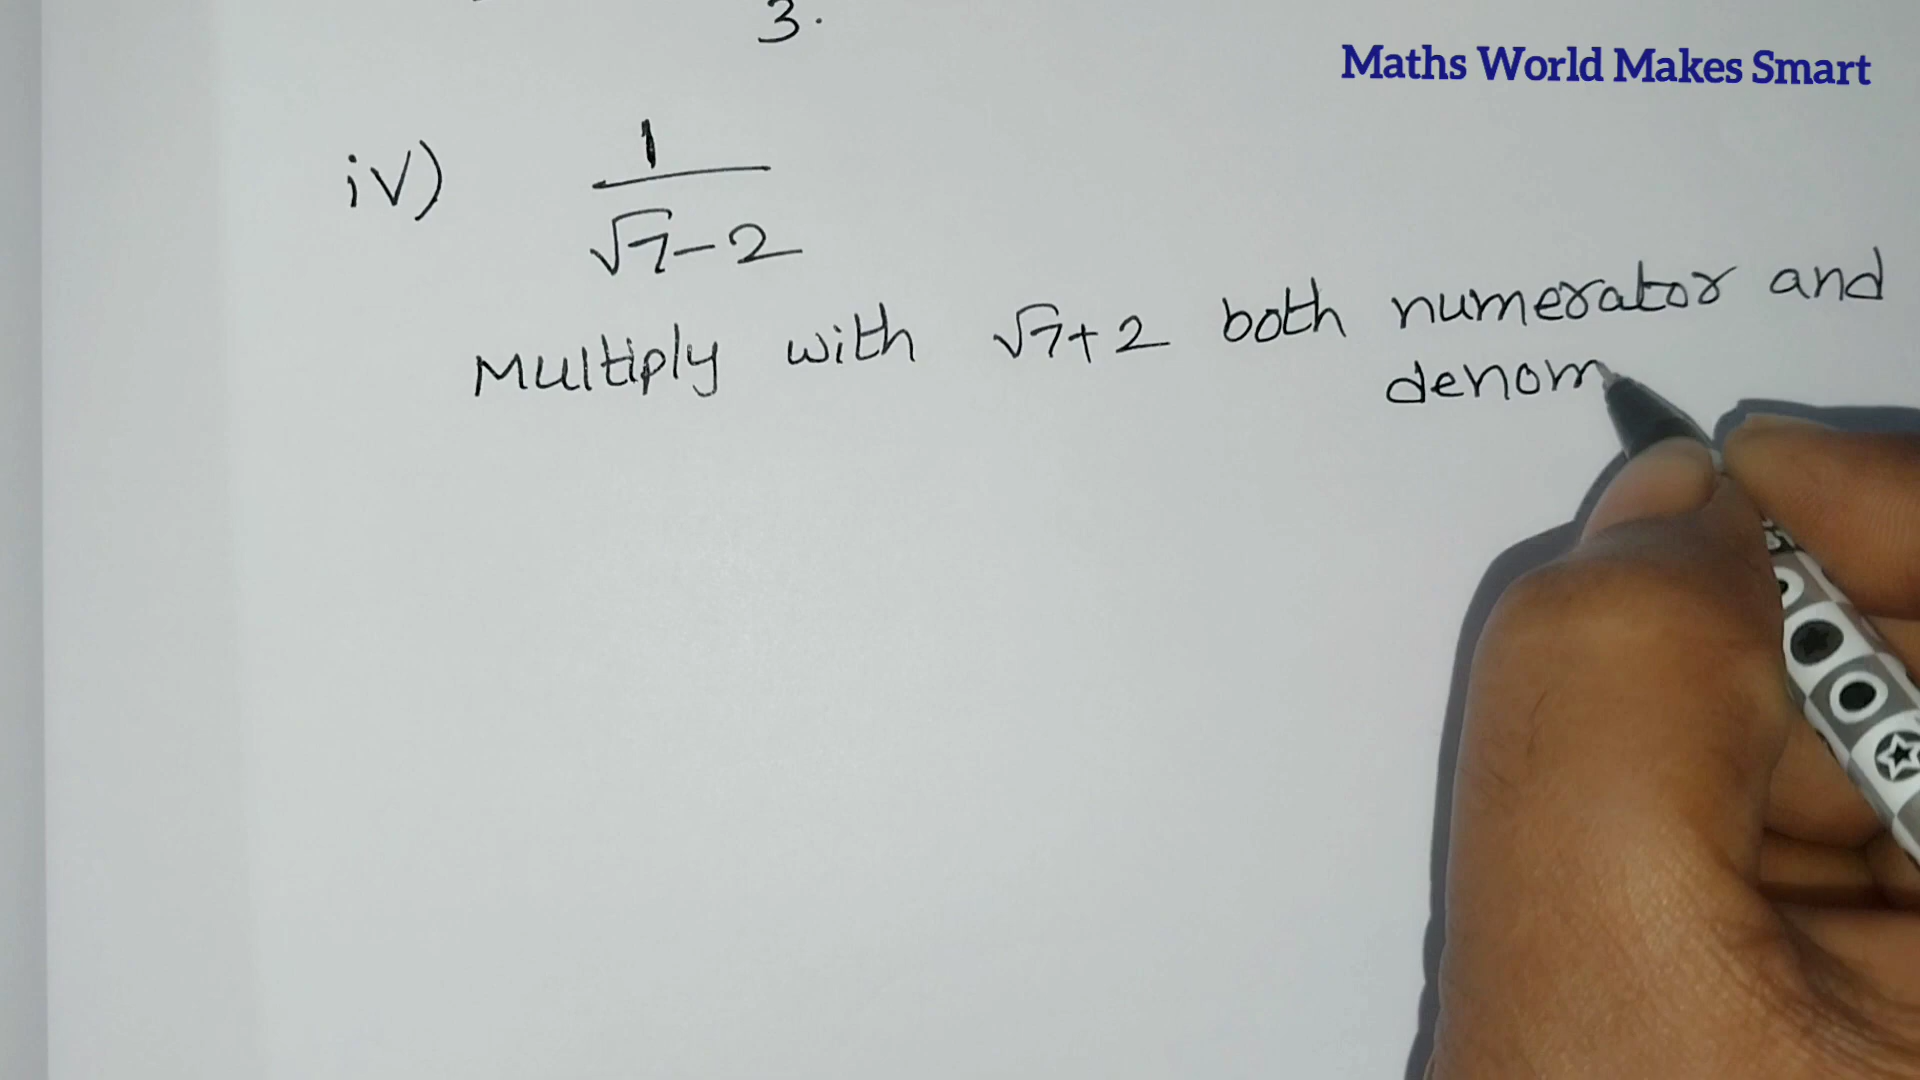 3.
Maths World Makes Smart
iv) 1
√7-2
Multiply with √7+2 both numerator and
denom